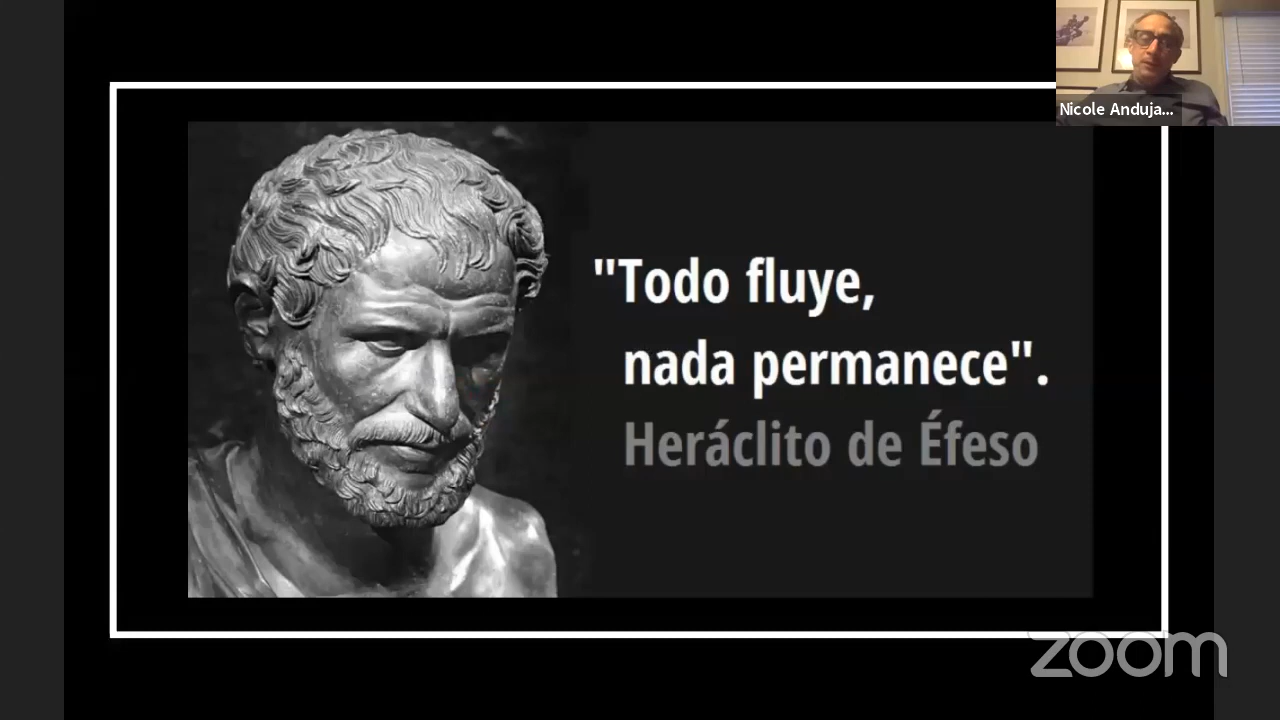 Nicole Anduja...
"Todo fluye,
nada permanece".
Heráclito de Éfeso
zoom